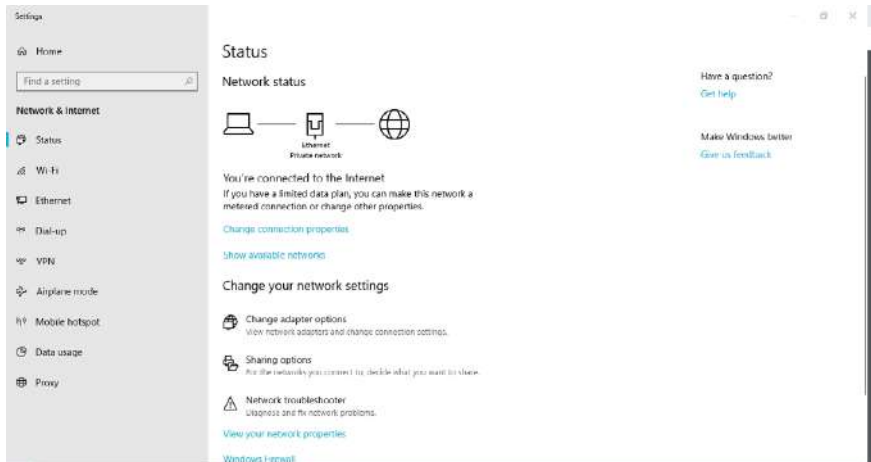 Settings
Home
Find a setting
Network & Internet
Status
Wi-Fi
Ethernet
Dial-up
VPN
Airplane mode
Mobile hotspot
Data usage
Proxy
Status
Network status
Ethernet
Private network
You're connected to the Internet
If you have a limited data plan, you can make this network a
metered connection or change other properties.
Change connection properties
Show available networks
Change your network settings
Change adapter options
View network adapters and change connection settings.
Sharing options
For the networks you connect to, decide what you want to share.
Network troubleshooter
Diagnose and fix network problems.
View your network properties
Windows Firewall
Have a question?
Get help
Make Windows better
Give us feedback